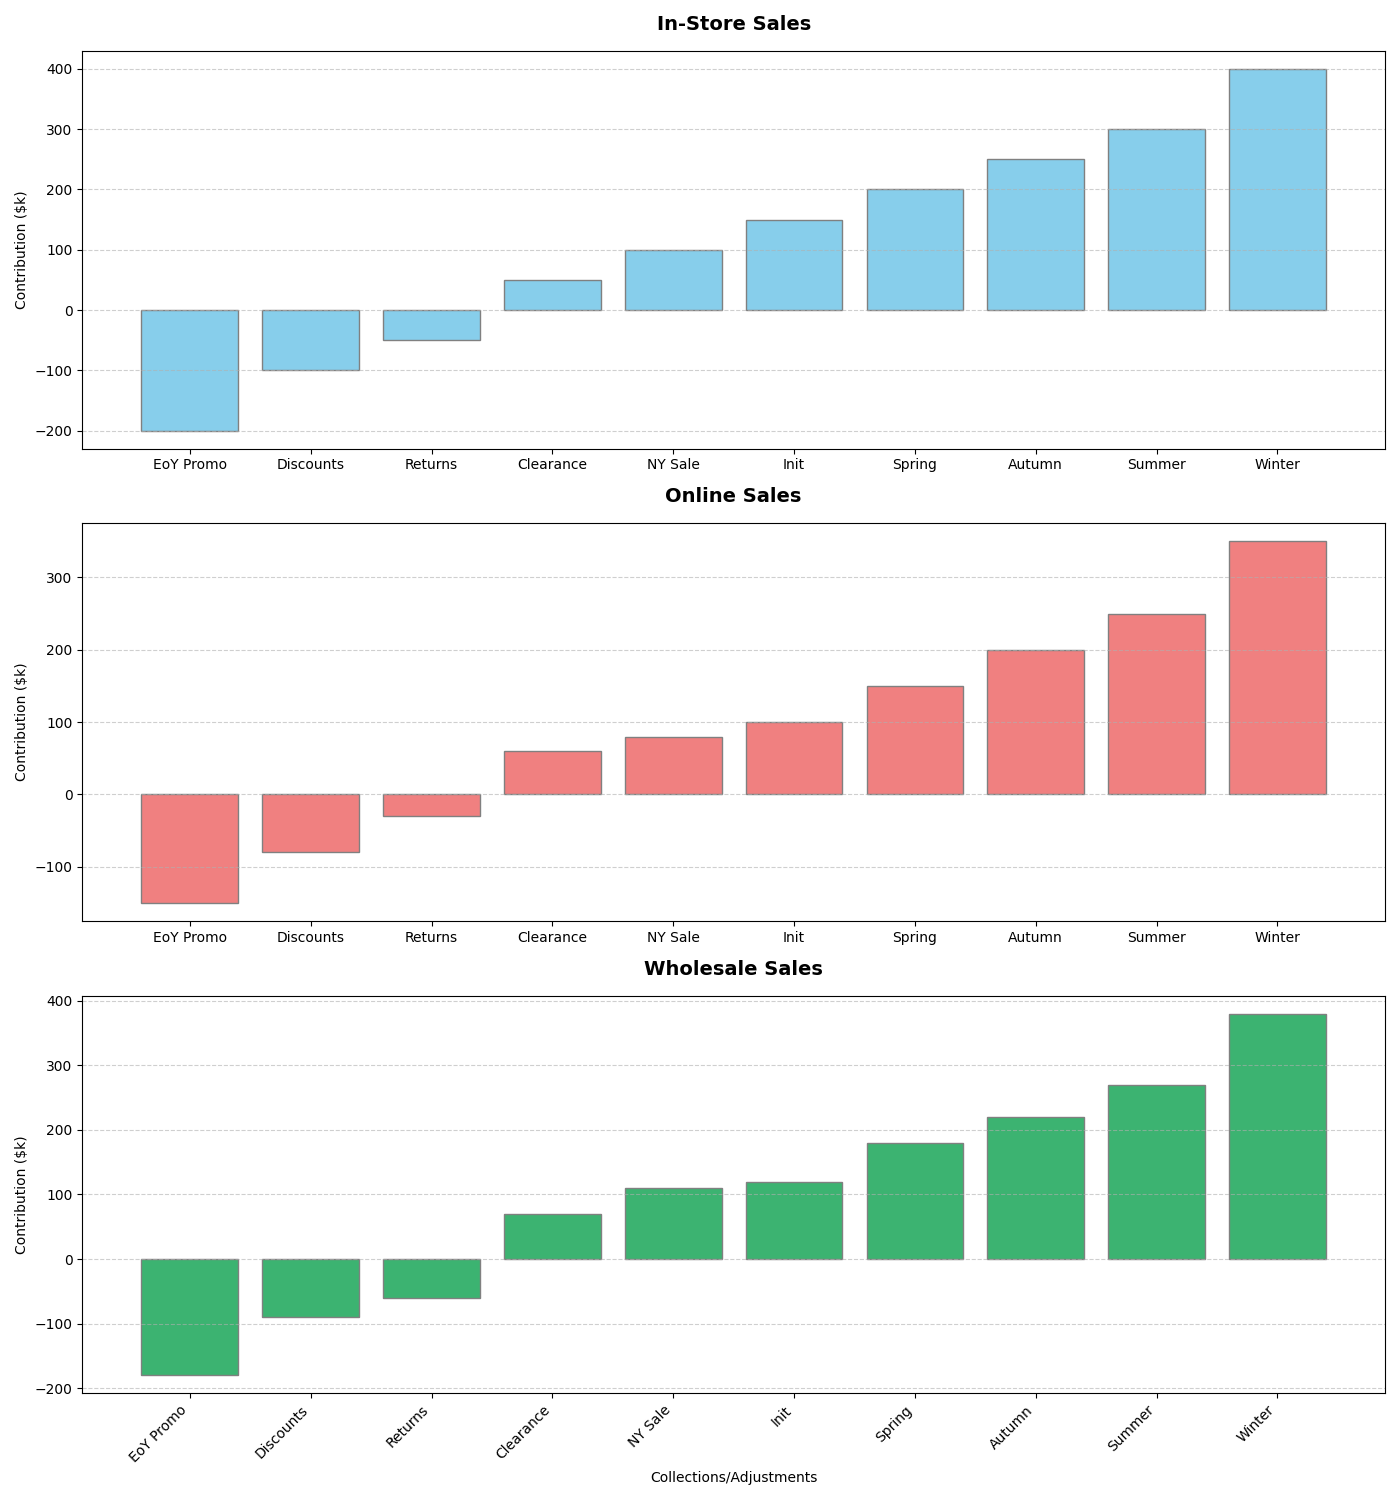 In-Store Sales
Contribution ($k)
400
300
200
100
0
−100
−200
EoY Promo Discounts Returns Clearance NY Sale Init Spring Autumn Summer Winter
Online Sales
Contribution ($k)
300
200
100
0
−100
EoY Promo Discounts Returns Clearance NY Sale Init Spring Autumn Summer Winter
Wholesale Sales
Contribution ($k)
400
300
200
100
0
−100
−200
EoY Promo Discounts Returns Clearance NY Sale Init Spring Autumn Summer Winter
Collections/Adjustments